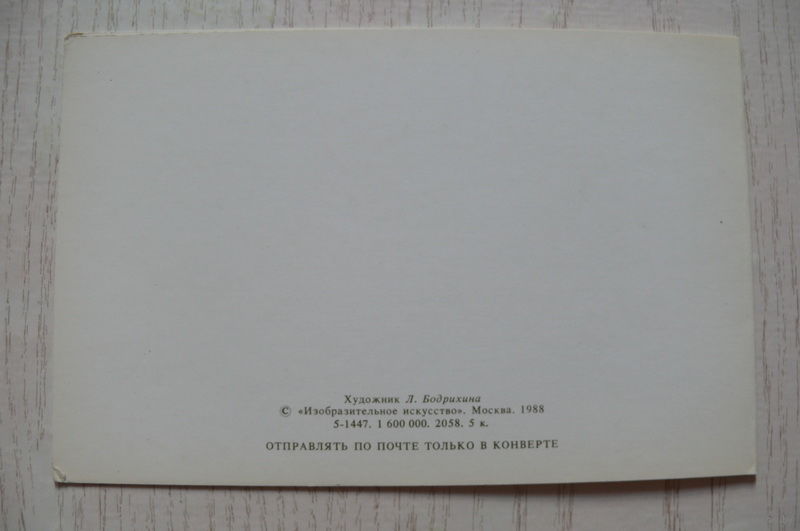 Художник Л. Бодрихина
© «Изобразительное искусство». Москва. 1988
5-1447. 1 600 000. 2058. 5 к.
ОТПРАВЛЯТЬ ПО ПОЧТЕ ТОЛЬКО В КОНВЕРТЕ